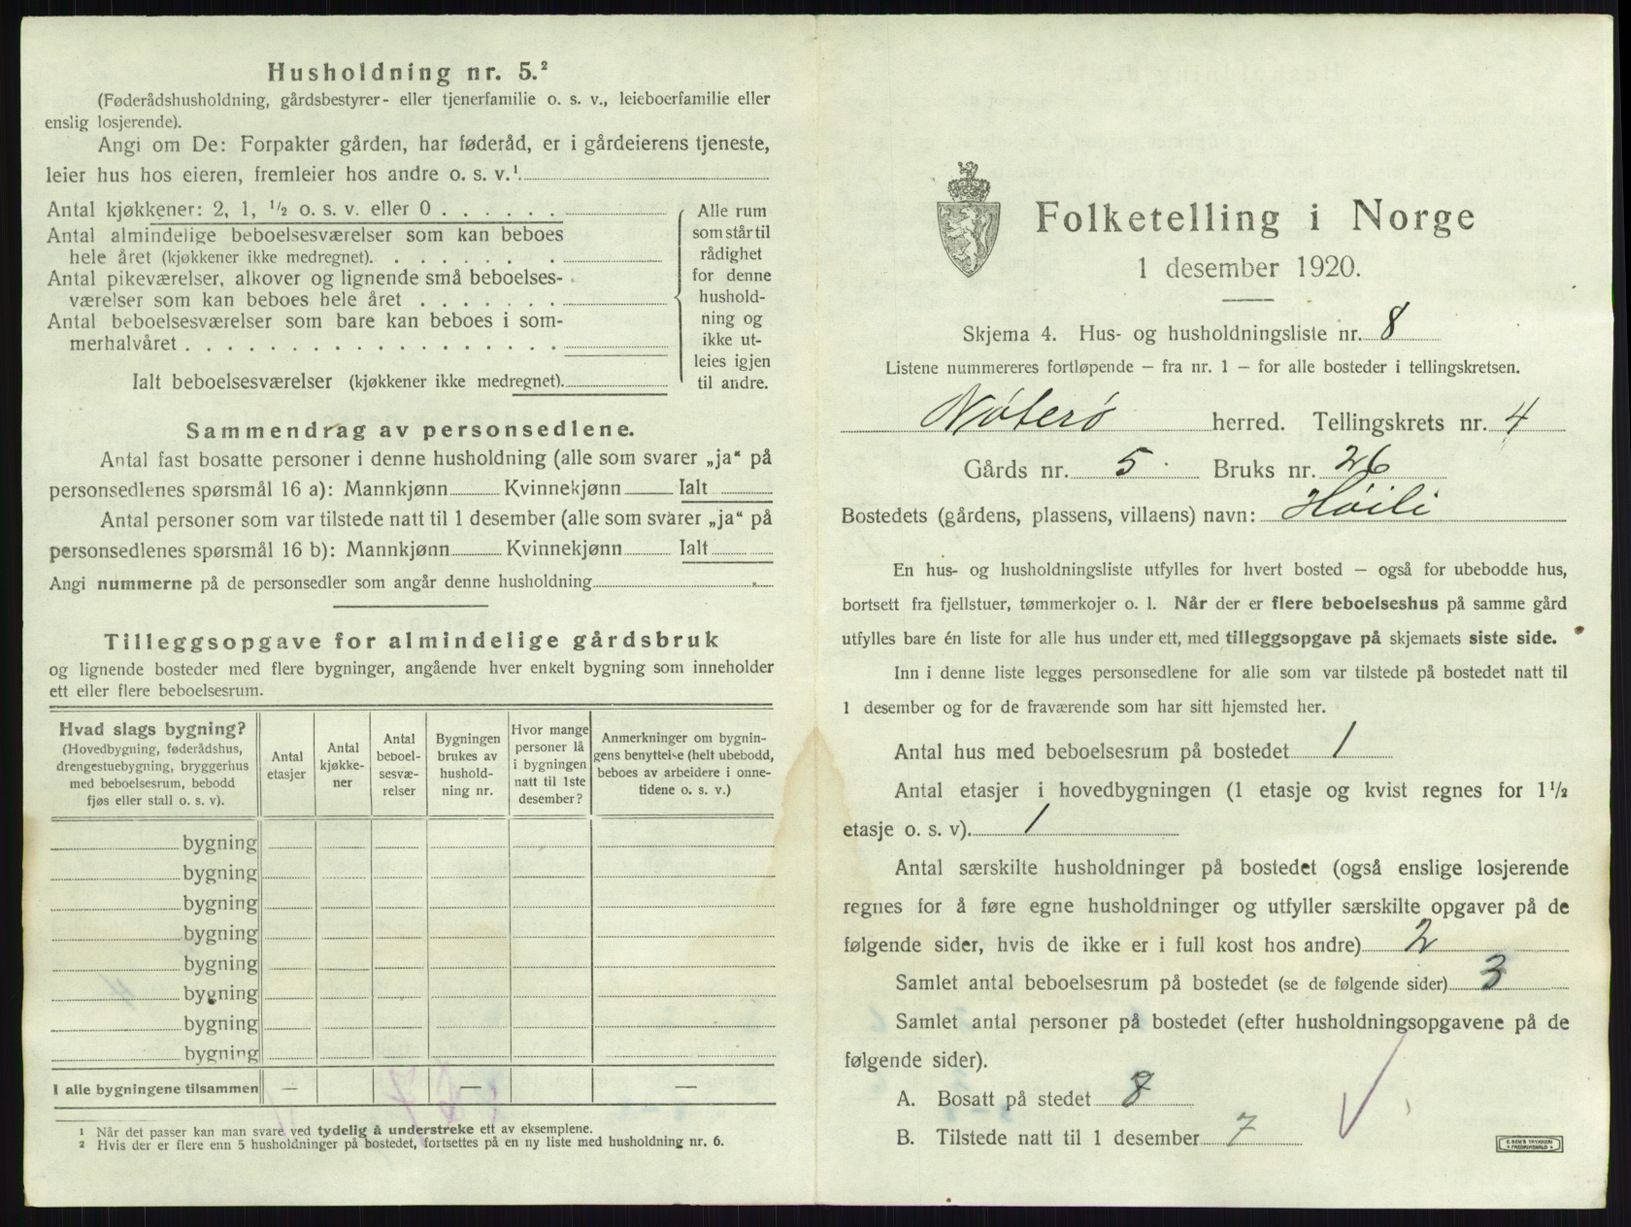 Husholdning nr. 5.²
(Føderådshusholdning, gårdsbestyrer- eller tjenerfamilie o. s. v., leieboerfamilie eller
enslig losjerende).
Angi om De: Forpakter gården, har føderåd, er i gårdeierens tjeneste,
leier hus hos eieren, fremleier hos andre o. s. v.¹
Antal kjøkkener: 2, 1, ½ o. s. v. eller 0
Antal almindelige beboelsesværelser som kan beboes
hele året (kjøkkener ikke medregnet).
Antal pikeværelser, alkover og lignende små beboelses-
værelser som kan beboes hele året
Antal beboelsesværelser som bare kan beboes i som-
merhalvåret
Ialt beboelsesværelser (kjøkkener ikke medregnet).
Alle rum
som står til
rådighet
for denne
hushold-
ning og
ikke ut-
leies igjen
til andre.
Sammendrag av personsedlene.
Antal fast bosatte personer i denne husholdning (alle som svarer „ja“ på
personsedlenes spørsmål 16 a): Mannkjønn Kvinnekjønn Ialt
Antal personer som var tilstede natt til 1 desember (alle som svarer „ja“ på
personsedlenes spørsmål 16 b): Mannkjønn Kvinnekjønn Ialt
Angi nummerne på de personsedler som angår denne husholdning
Tilleggsopgave for almindelige gårdsbruk
og lignende bosteder med flere bygninger, angående hver enkelt bygning som inneholder
ett eller flere beboelsesrum.
Hvad slags bygning?
(Hovedbygning, føderådshus,
drengestuebygning, bryggerhus
med beboelsesrum, bebodd
fjøs eller stall o. s. v).
Antal
etasjer
Antal
kjøkke-
ner
Antal
beboel-
sesvæ-
relser
Bygningen
brukes av
hushold-
ning nr.
Hvor mange
personer lå
i bygningen
natt til 1ste
desember?
Anmerkninger om bygnin-
gens benyttelse (helt ubebodd,
beboes av arbeidere i onne-
tidene o. s. v.)
bygning
bygning
bygning
bygning
bygning
bygning
bygning
bygning
I alle bygningene tilsammen — — —
¹ Når det passer kan man svare ved tydelig å understreke ett av eksemplene.
² Hvis der er flere enn 5 husholdninger på bostedet, fortsettes på en ny liste med husholdning nr. 6.
Folketelling i Norge
1 desember 1920.
Skjema 4. Hus- og husholdningsliste nr. 8
Listene nummereres fortløpende — fra nr. 1 — for alle bosteder i tellingskretsen.
Nøterø herred. Tellingskrets nr. 4
Gårds nr. 5 Bruks nr. 26
Bostedets (gårdens, plassens, villaens) navn: Høili
En hus- og husholdningsliste utfylles for hvert bosted — også for ubebodde hus,
bortsett fra fjellstuer, tømmerkojer o. l. Når der er flere beboelseshus på samme gård
utfylles bare én liste for alle hus under ett, med tilleggsopgave på skjemaets siste side.
Inn i denne liste legges personsedlene for alle som var tilstede på bostedet natt til
1 desember og for de fraværende som har sitt hjemsted her.
Antal hus med beboelsesrum på bostedet 1
Antal etasjer i hovedbygningen (1 etasje og kvist regnes for 1½
etasje o. s. v). 1
Antal særskilte husholdninger på bostedet (også enslige losjerende
regnes for å føre egne husholdninger og utfyller særskilte opgaver på de
følgende sider, hvis de ikke er i full kost hos andre) 2
Samlet antal beboelsesrum på bostedet (se de følgende sider) 3
Samlet antal personer på bostedet (efter husholdningsopgavene på de
følgende sider).
A. Bosatt på stedet 8
B. Tilstede natt til 1 desember 7